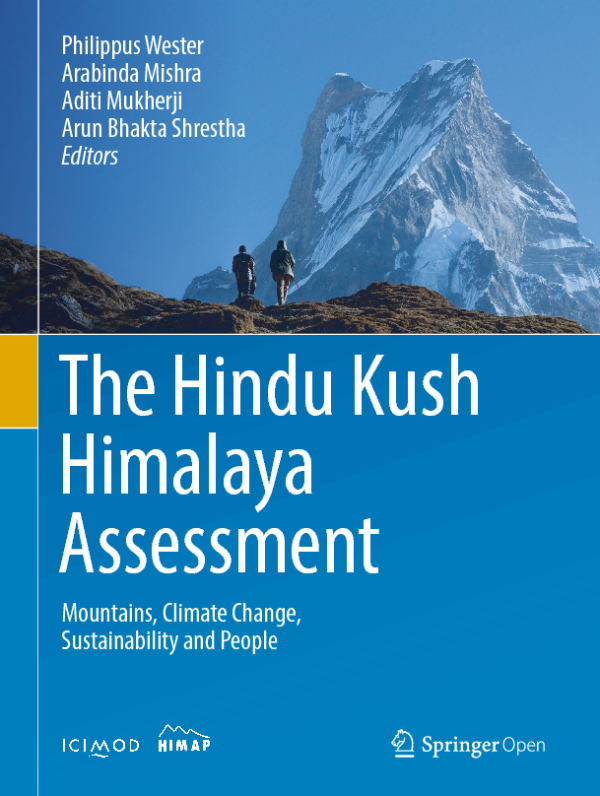 Philippus Wester
Arabinda Mishra
Aditi Mukherji
Arun Bhakta Shrestha
Editors
The Hindu Kush
Himalaya
Assessment
Mountains, Climate Change,
Sustainability and People
ICIMOD HIMAP Springer Open